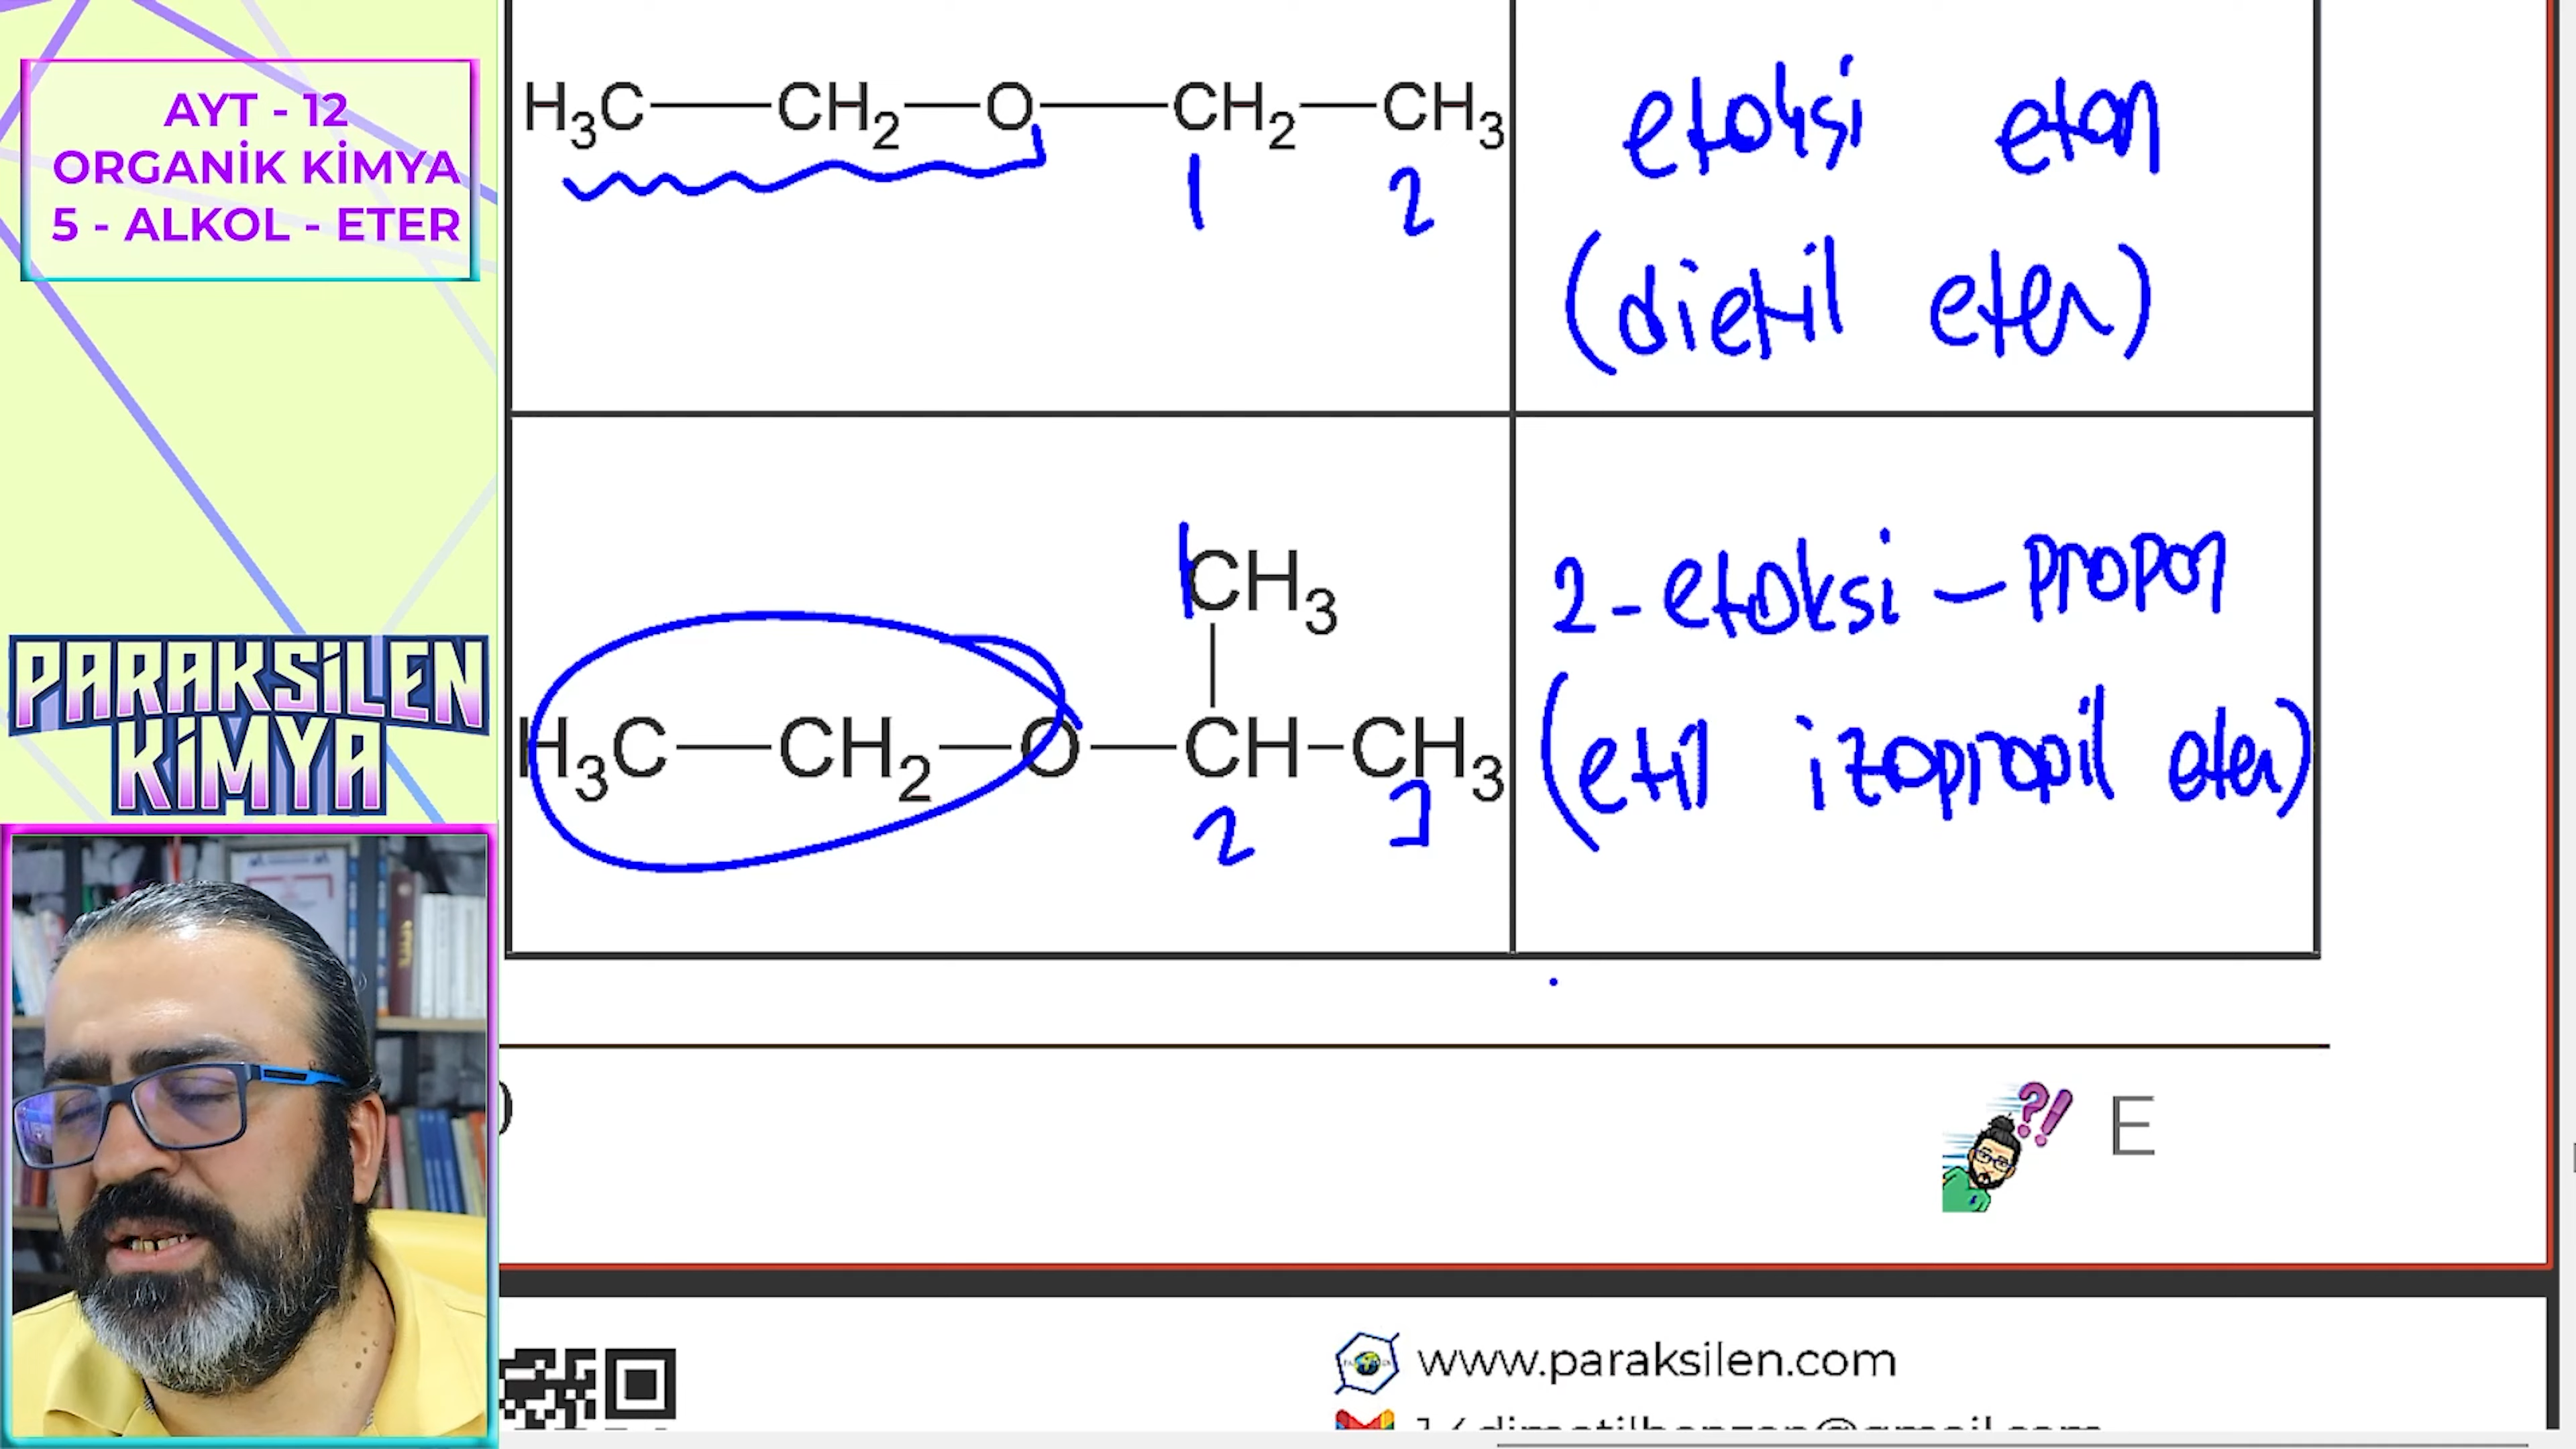 AYT - 12
ORGANİK KİMYA
5 - ALKOL - ETER
PARAKSİLEN
KİMYA
H₃C—CH₂—O—CH₂—CH₃
1 2
etoksi etan
(dietil eter)
1
CH₃
H₃C—CH₂—O—CH–CH₃
2 3
2-etoksi-propan
(etil izopropil eter)
?!
E
www.paraksilen.com